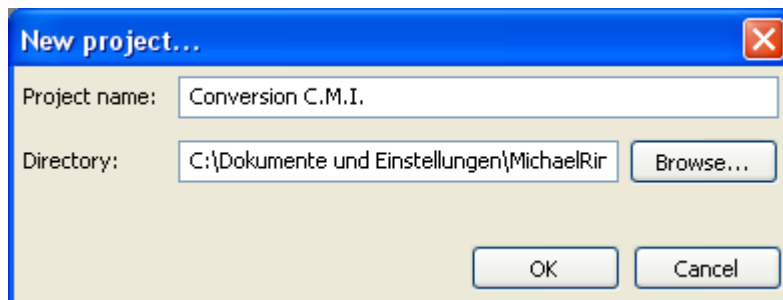 New project...
Project name: Conversion C.M.I.
Directory: C:\Dokumente und Einstellungen\MichaelRir Browse...
OK Cancel